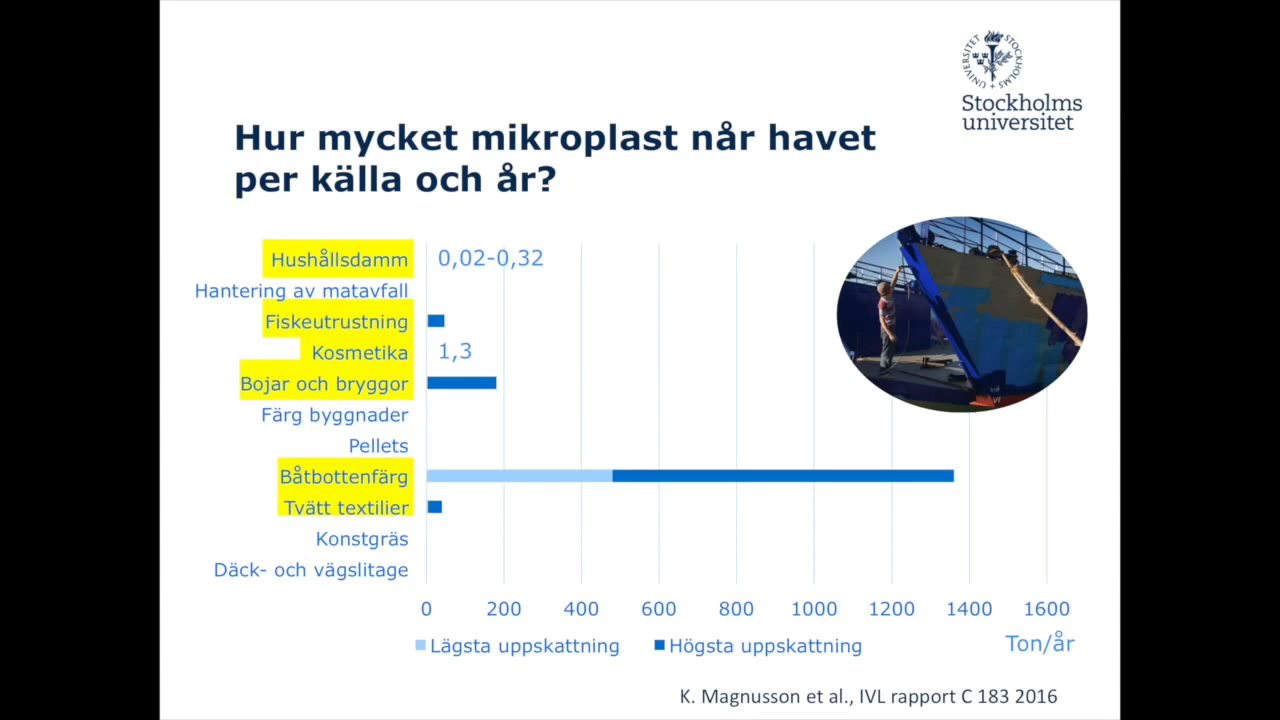 UNIVERSITET STOCKHOLMS
Stockholms
universitet
Hur mycket mikroplast når havet
per källa och år?
Hushållsdamm 0,02-0,32
Hantering av matavfall
Fiskeutrustning
Kosmetika 1,3
Bojar och bryggor
Färg byggnader
Pellets
Båtbottenfärg
Tvätt textilier
Konstgräs
Däck- och vägslitage
0 200 400 600 800 1000 1200 1400 1600
Lägsta uppskattning Högsta uppskattning Ton/år
K. Magnusson et al., IVL rapport C 183 2016